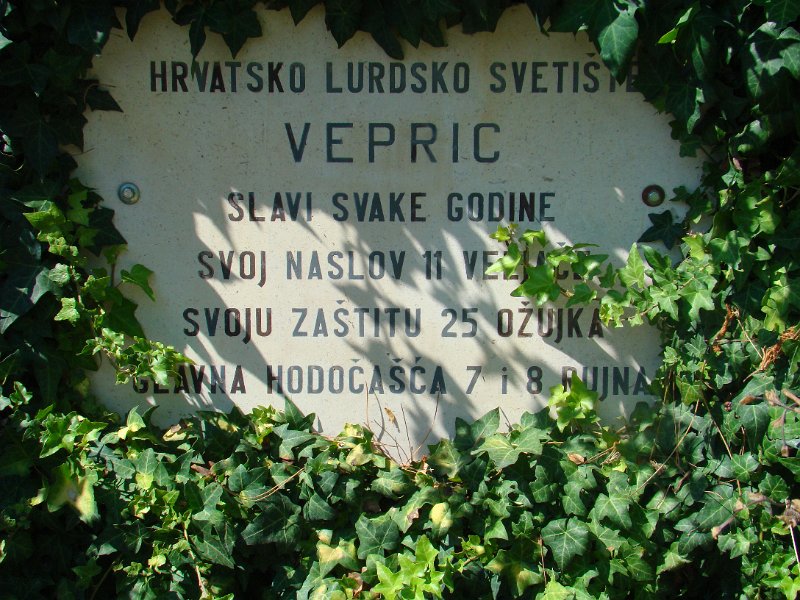 HRVATSKO LURDSKO SVETIŠTE
VEPRIC
SLAVI SVAKE GODINE
SVOJ NASLOV 11 VELJAČE
SVOJU ZAŠTITU 25 OŽUJKA
GLAVNA HODOČAŠĆA 7 i 8 RUJNA